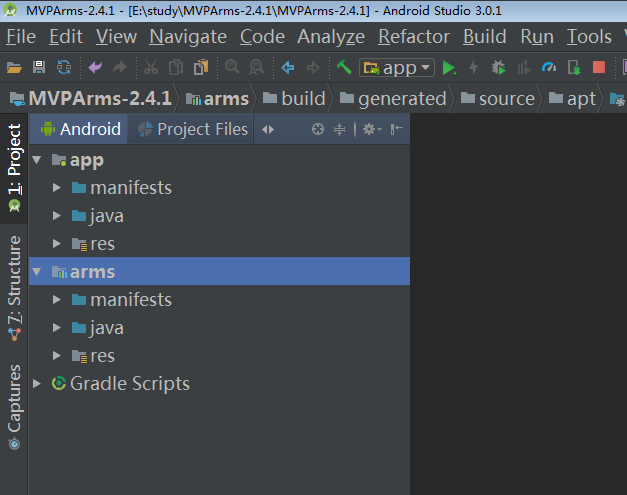 MVPArms-2.4.1 - [E:\study\MVPArms-2.4.1\MVPArms-2.4.1] - Android Studio 3.0.1
File Edit View Navigate Code Analyze Refactor Build Run Tools
app
MVPArms-2.4.1 arms build generated source apt
Android Project Files
1: Project
7: Structure
Captures
app
manifests
java
res
arms
manifests
java
res
Gradle Scripts